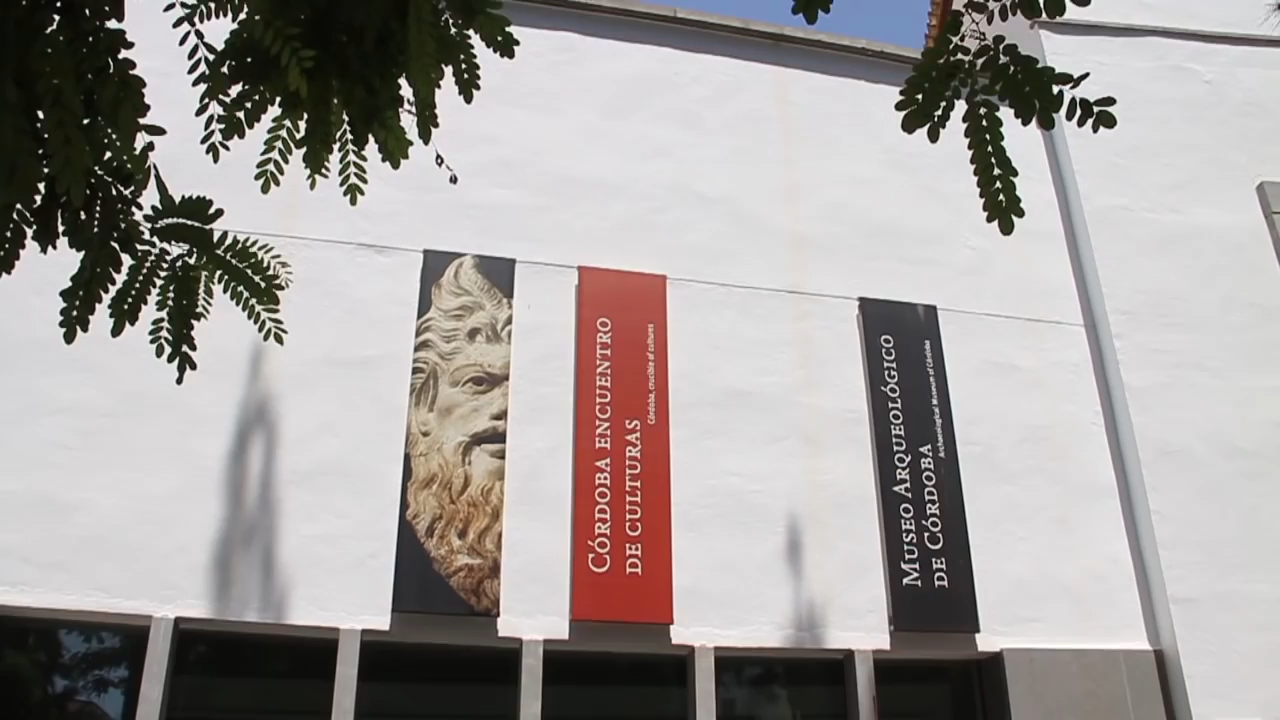 CÓRDOBA ENCUENTRO
DE CULTURAS
Córdoba, crucible of cultures
MUSEO ARQUEOLÓGICO
DE CÓRDOBA
Archaeological Museum of Córdoba